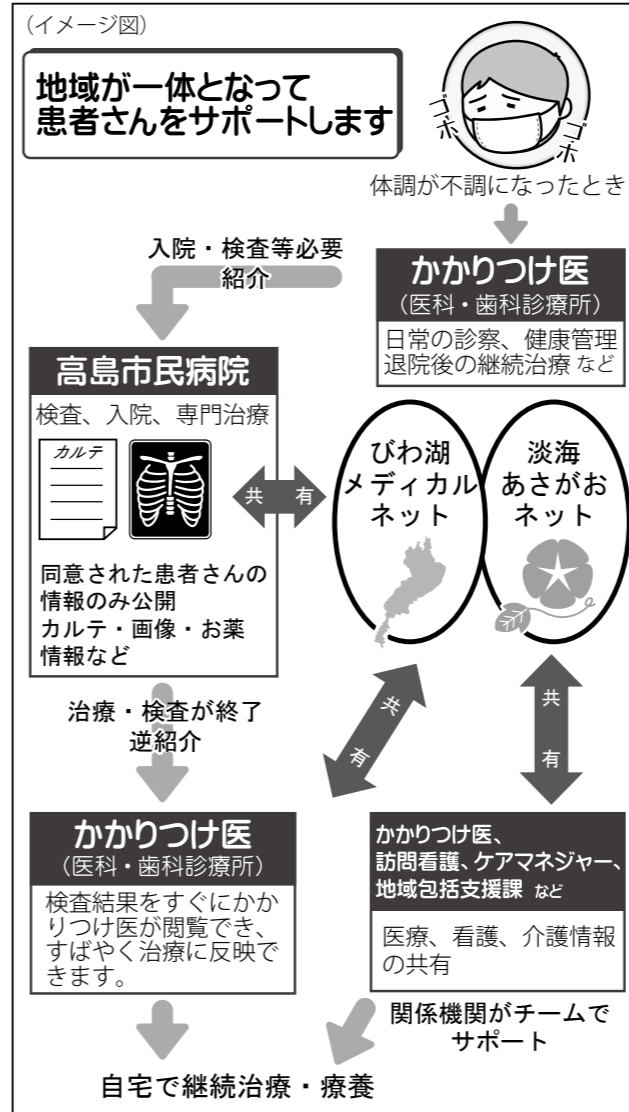 （イメージ図）
地域が一体となって
患者さんをサポートします
ゴホ
ゴホ
体調が不調になったとき
かかりつけ医
（医科・歯科診療所）
日常の診察、健康管理
退院後の継続治療 など
入院・検査等必要
紹介
高島市民病院
検査、入院、専門治療
カルテ
同意された患者さんの
情報のみ公開
カルテ・画像・お薬
情報など
共 有
びわ湖
メディカル
ネット
淡海
あさがお
ネット
共 有
共 有
治療・検査が終了
逆紹介
かかりつけ医
（医科・歯科診療所）
検査結果をすぐにかか
りつけ医が閲覧でき、
すばやく治療に反映で
きます。
かかりつけ医、
訪問看護、ケアマネジャー、
地域包括支援課 など
医療、看護、介護情報
の共有
関係機関がチームで
サポート
自宅で継続治療・療養